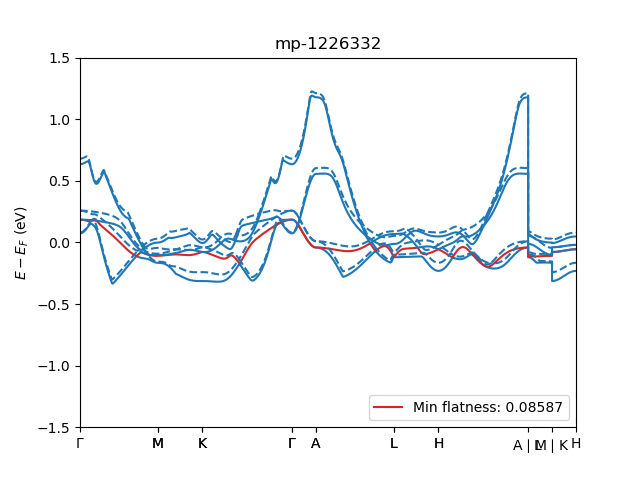 mp-1226332
1.5
1.0
0.5
0.0
−0.5
−1.0
−1.5
E − E_F (eV)
Min flatness: 0.08587
Γ M K Γ A L H A | L M | K H